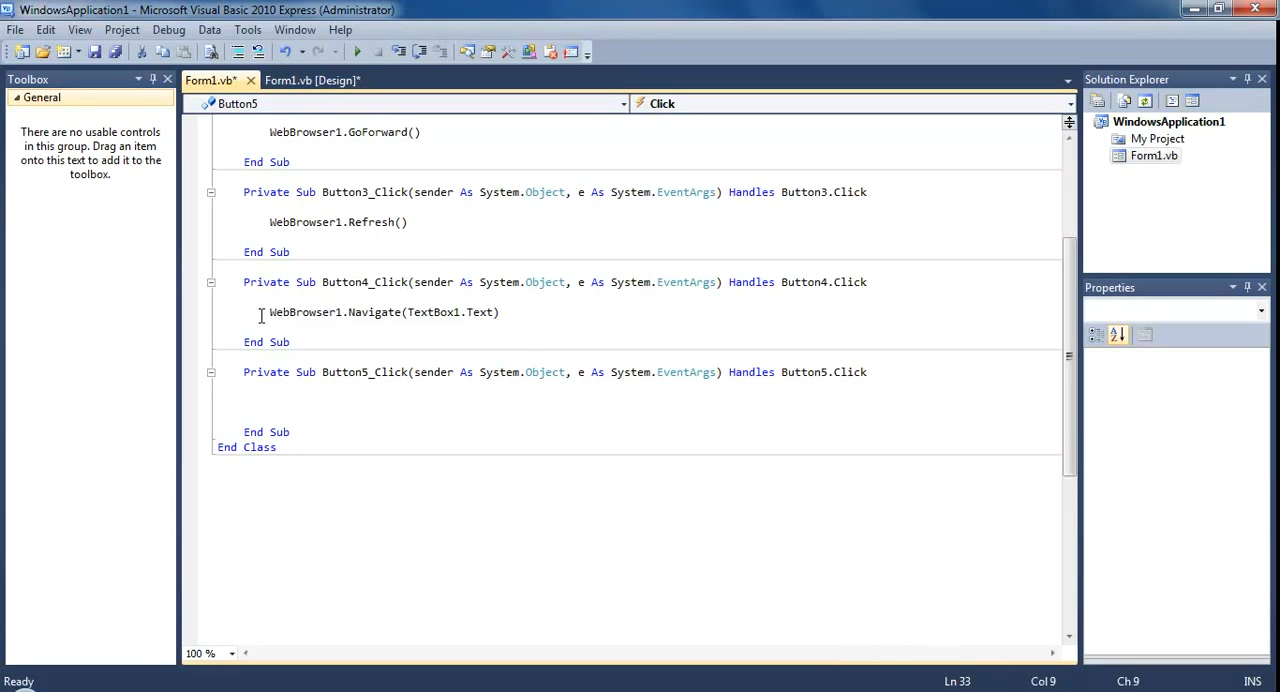 WindowsApplication1 - Microsoft Visual Basic 2010 Express (Administrator)
File Edit View Project Debug Data Tools Window Help
Toolbox
General
There are no usable controls
in this group. Drag an item
onto this text to add it to the
toolbox.
Form1.vb* Form1.vb [Design]*
Button5 Click
WebBrowser1.GoForward()
End Sub
Private Sub Button3_Click(sender As System.Object, e As System.EventArgs) Handles Button3.Click
WebBrowser1.Refresh()
End Sub
Private Sub Button4_Click(sender As System.Object, e As System.EventArgs) Handles Button4.Click
WebBrowser1.Navigate(TextBox1.Text)
End Sub
Private Sub Button5_Click(sender As System.Object, e As System.EventArgs) Handles Button5.Click
End Sub
End Class
100 %
Solution Explorer
WindowsApplication1
My Project
Form1.vb
Properties
Ready Ln 33 Col 9 Ch 9 INS